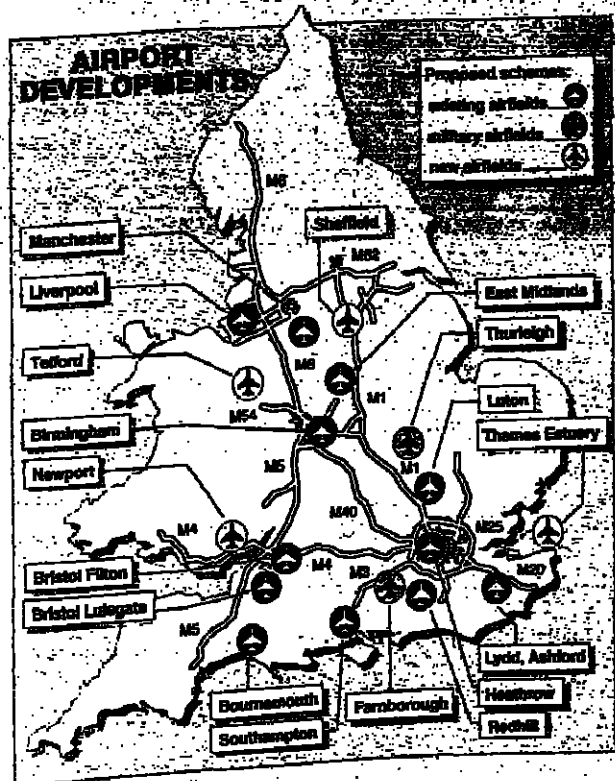 AIRPORT
DEVELOPMENTS
Proposed schemes:
existing airfields
military airfields
new airfields
M6
Sheffield
M62
Manchester
Liverpool
East Midlands
Thurleigh
Telford
M6
M1
Luton
M54
Thames Estuary
Birmingham
M1
Newport
M5
M40
M25
M4
M4
M3
M20
Bristol Filton
Bristol Lulsgate
M5
Lydd, Ashford
Bournemouth
Farnborough
Heathrow
Southampton
Redhill